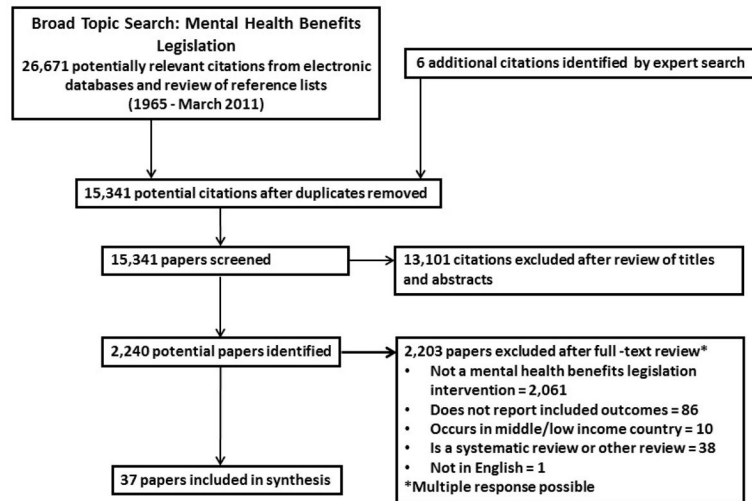 Broad Topic Search: Mental Health Benefits
Legislation
26,671 potentially relevant citations from electronic
databases and review of reference lists
(1965 - March 2011)
6 additional citations identified by expert search
15,341 potential citations after duplicates removed
15,341 papers screened
13,101 citations excluded after review of titles
and abstracts
2,240 potential papers identified
2,203 papers excluded after full -text review*
• Not a mental health benefits legislation
intervention = 2,061
• Does not report included outcomes = 86
• Occurs in middle/low income country = 10
• Is a systematic review or other review = 38
• Not in English = 1
*Multiple response possible
37 papers included in synthesis